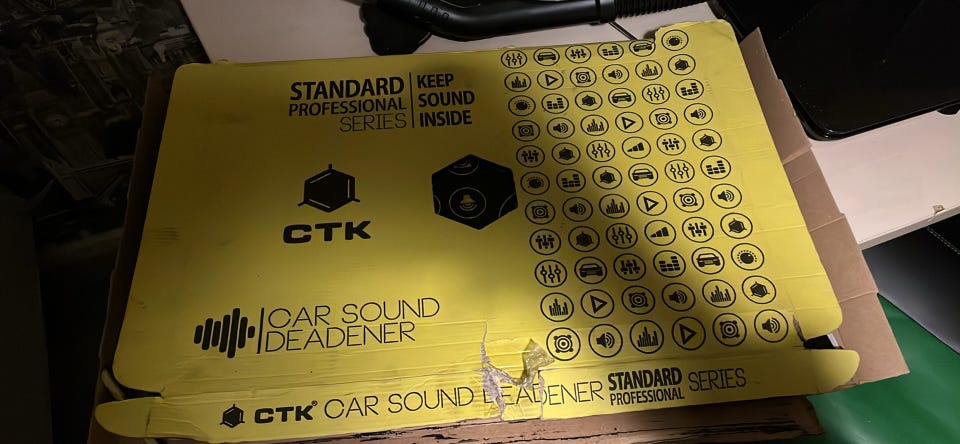 STANDARD
PROFESSIONAL
SERIES
KEEP
SOUND
INSIDE
CTK
CAR SOUND
DEADENER
CTK® CAR SOUND DEADENER STANDARD PROFESSIONAL SERIES